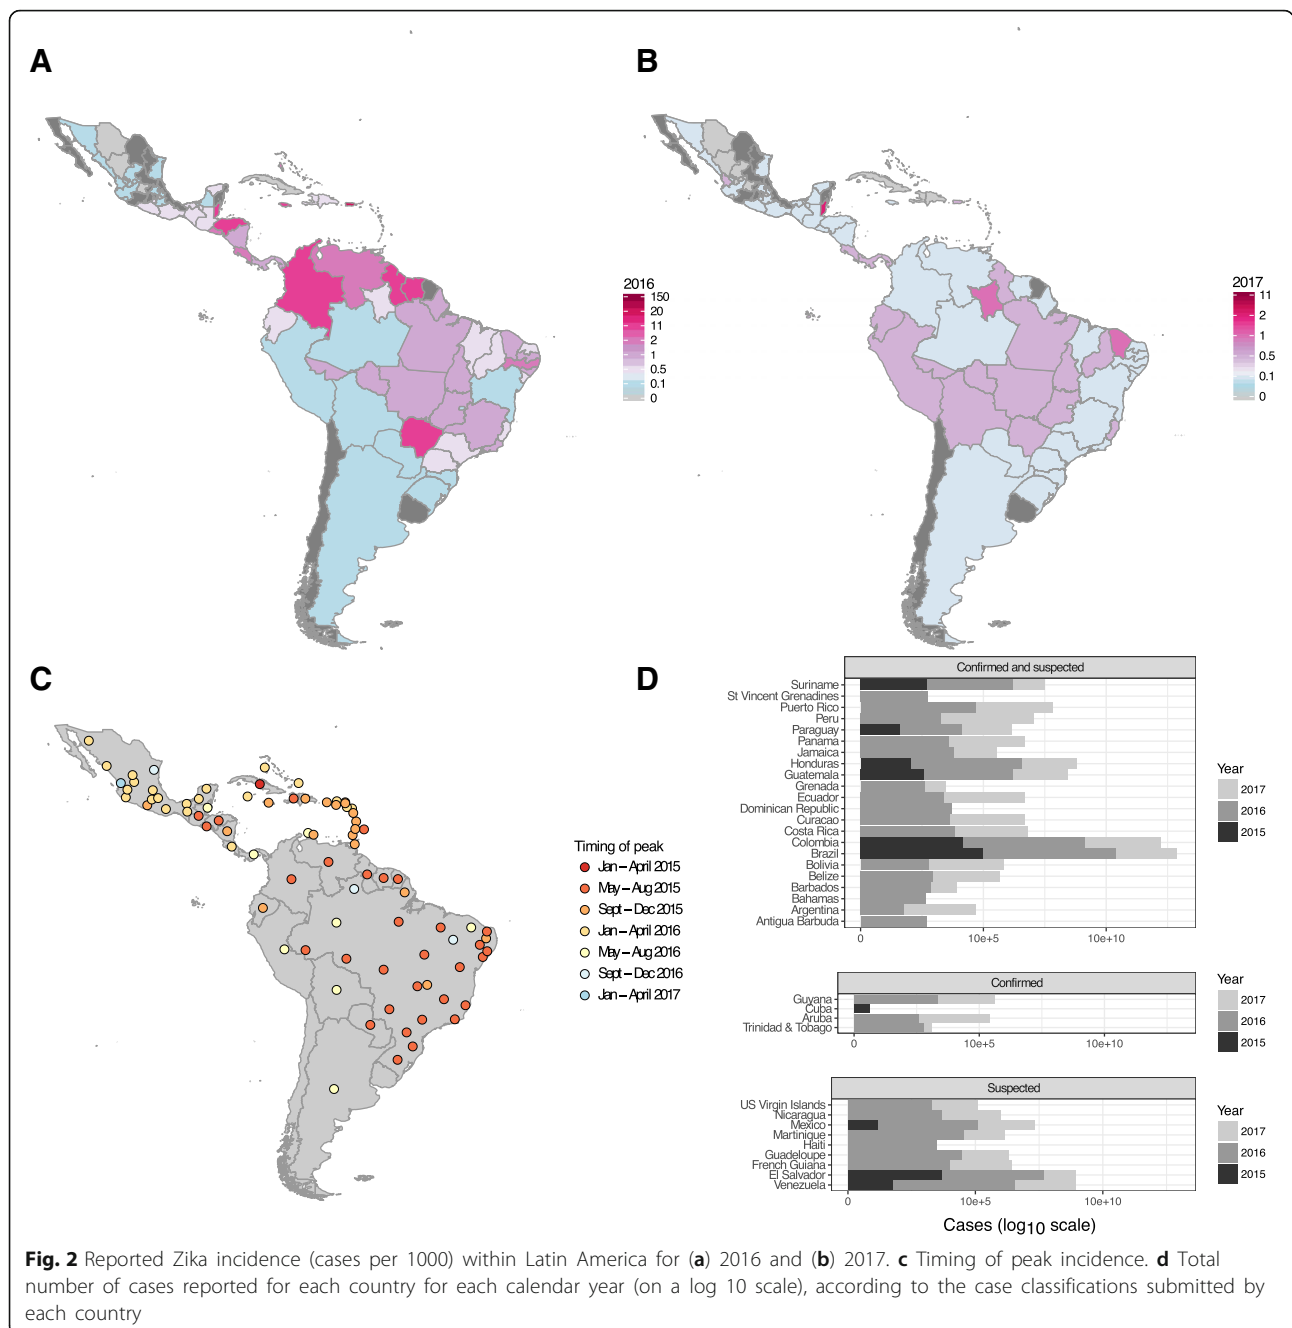 A
B
2016
150
20
11
2
1
0.5
0.1
0
2017
11
2
1
0.5
0.1
0
C
Timing of peak
Jan – April 2015
May – Aug 2015
Sept – Dec 2015
Jan – April 2016
May – Aug 2016
Sept – Dec 2016
Jan – April 2017
D
Confirmed and suspected
Suriname
St Vincent Grenadines
Puerto Rico
Peru
Paraguay
Panama
Jamaica
Honduras
Guatemala
Grenada
Ecuador
Dominican Republic
Curacao
Costa Rica
Colombia
Brazil
Bolivia
Belize
Barbados
Bahamas
Argentina
Antigua Barbuda
0 10e+5 10e+10
Year
2017
2016
2015
Confirmed
Guyana
Cuba
Aruba
Trinidad & Tobago
0 10e+5 10e+10
Year
2017
2016
2015
Suspected
US Virgin Islands
Nicaragua
Mexico
Martinique
Haiti
Guadeloupe
French Guiana
El Salvador
Venezuela
0 10e+5 10e+10
Year
2017
2016
2015
Cases (log10 scale)
Fig. 2 Reported Zika incidence (cases per 1000) within Latin America for (a) 2016 and (b) 2017. c Timing of peak incidence. d Total
number of cases reported for each country for each calendar year (on a log 10 scale), according to the case classifications submitted by
each country